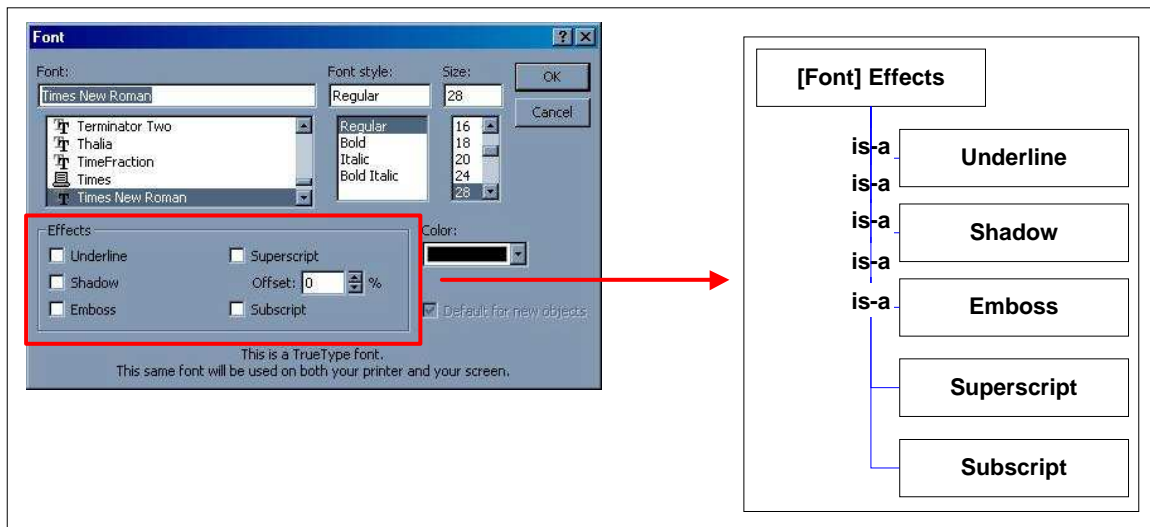 Font
Font:
Font style:
Size:
Times New Roman
Regular
28
OK
Cancel
Terminator Two
Thalia
TimeFraction
Times
Times New Roman
Regular
Bold
Italic
Bold Italic
16
18
20
24
28
Effects
Underline
Superscript
Shadow
Offset: 0 %
Emboss
Subscript
Color:
Default for new objects
This is a TrueType font.
This same font will be used on both your printer and your screen.
[Font] Effects
is-a
Underline
is-a
is-a
Shadow
is-a
is-a
Emboss
Superscript
Subscript